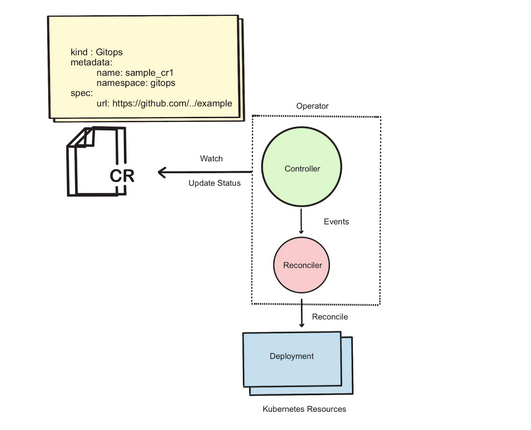 kind : Gitops
metadata:
name: sample_cr1
namespace: gitops
spec:
url: https://github.com/../example
Operator
CR
Watch
Update Status
Controller
Events
Reconciler
Reconcile
Deployment
Kubernetes Resources